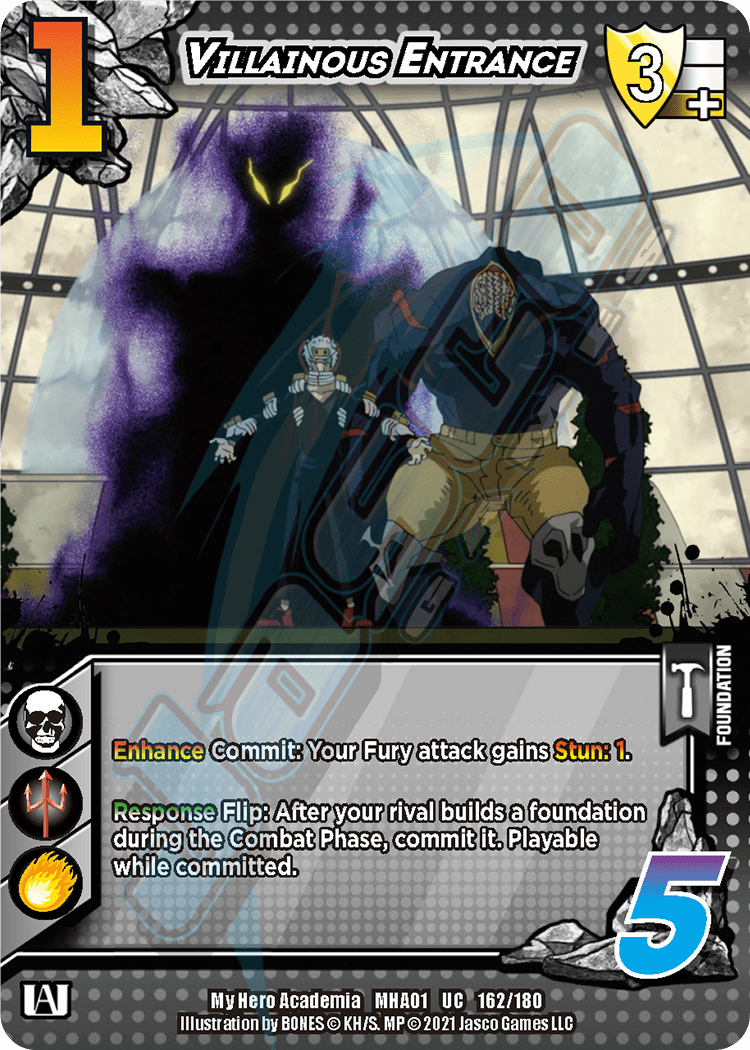 1
VILLAINOUS ENTRANCE
3
+
FOUNDATION
Enhance Commit: Your Fury attack gains Stun: 1.
Response Flip: After your rival builds a foundation
during the Combat Phase, commit it. Playable
while committed.
5
UA
My Hero Academia MHA01 UC 162/180
Illustration by BONES © KH/S. MP © 2021 Jasco Games LLC